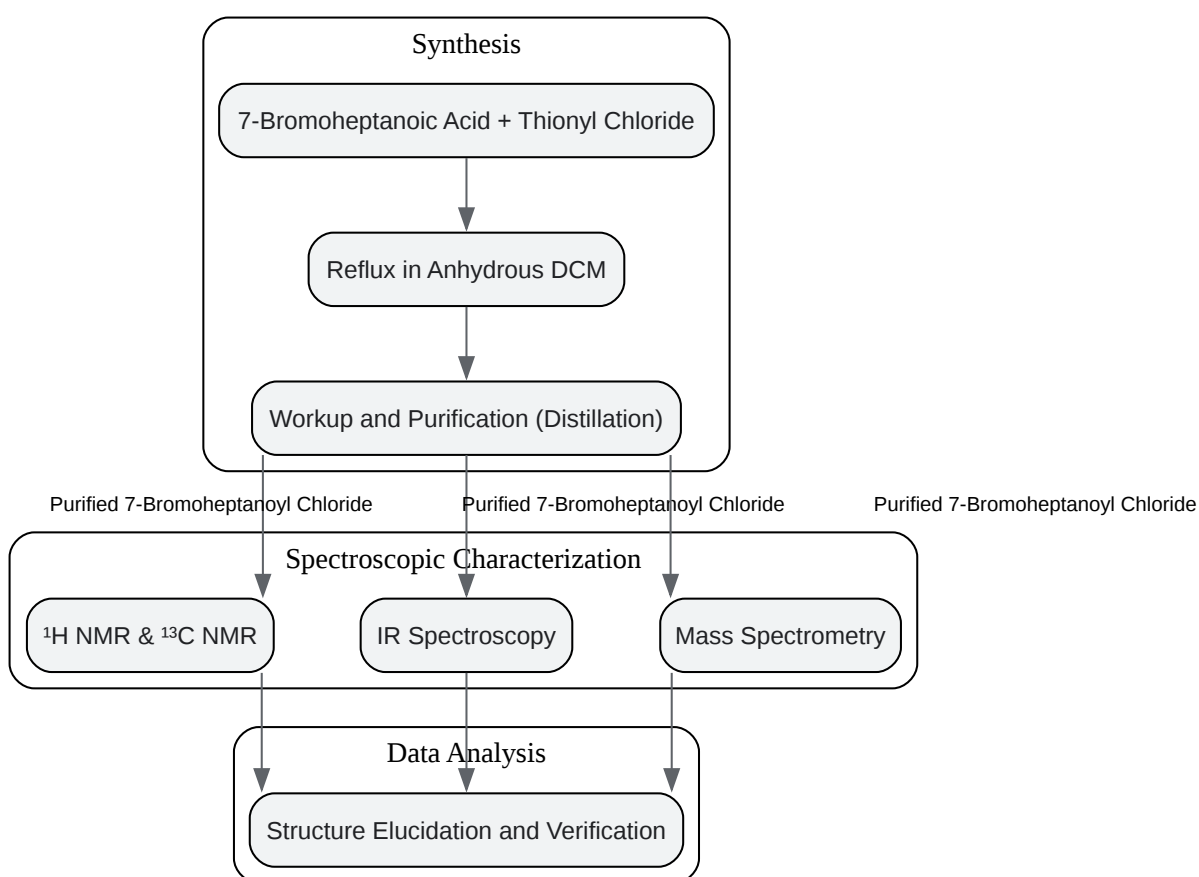 Synthesis
7-Bromoheptanoic Acid + Thionyl Chloride
Reflux in Anhydrous DCM
Workup and Purification (Distillation)
Purified 7-Bromoheptanoyl Chloride
Purified 7-Bromoheptanoyl Chloride
Purified 7-Bromoheptanoyl Chloride
Spectroscopic Characterization
¹H NMR & ¹³C NMR
IR Spectroscopy
Mass Spectrometry
Data Analysis
Structure Elucidation and Verification